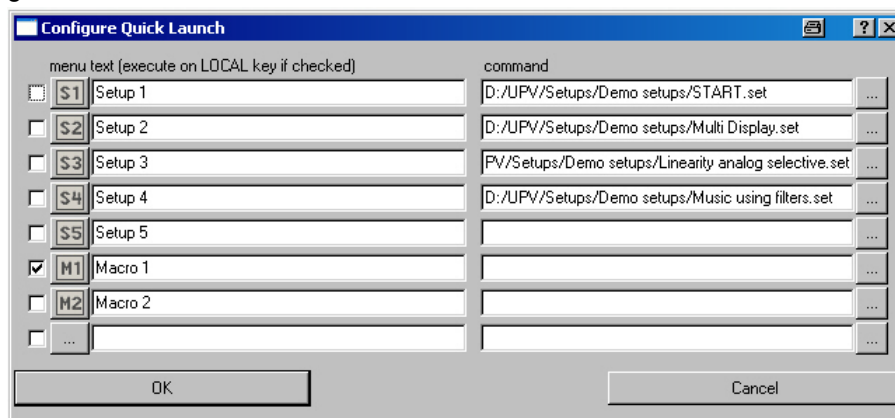 Configure Quick Launch ?
menu text (execute on LOCAL key if checked) command
S1 Setup 1 D:/UPV/Setups/Demo setups/START.set ...
S2 Setup 2 D:/UPV/Setups/Demo setups/Multi Display.set ...
S3 Setup 3 PV/Setups/Demo setups/Linearity analog selective.set ...
S4 Setup 4 D:/UPV/Setups/Demo setups/Music using filters.set ...
S5 Setup 5 ...
M1 Macro 1 ...
M2 Macro 2 ...
... ...
OK Cancel